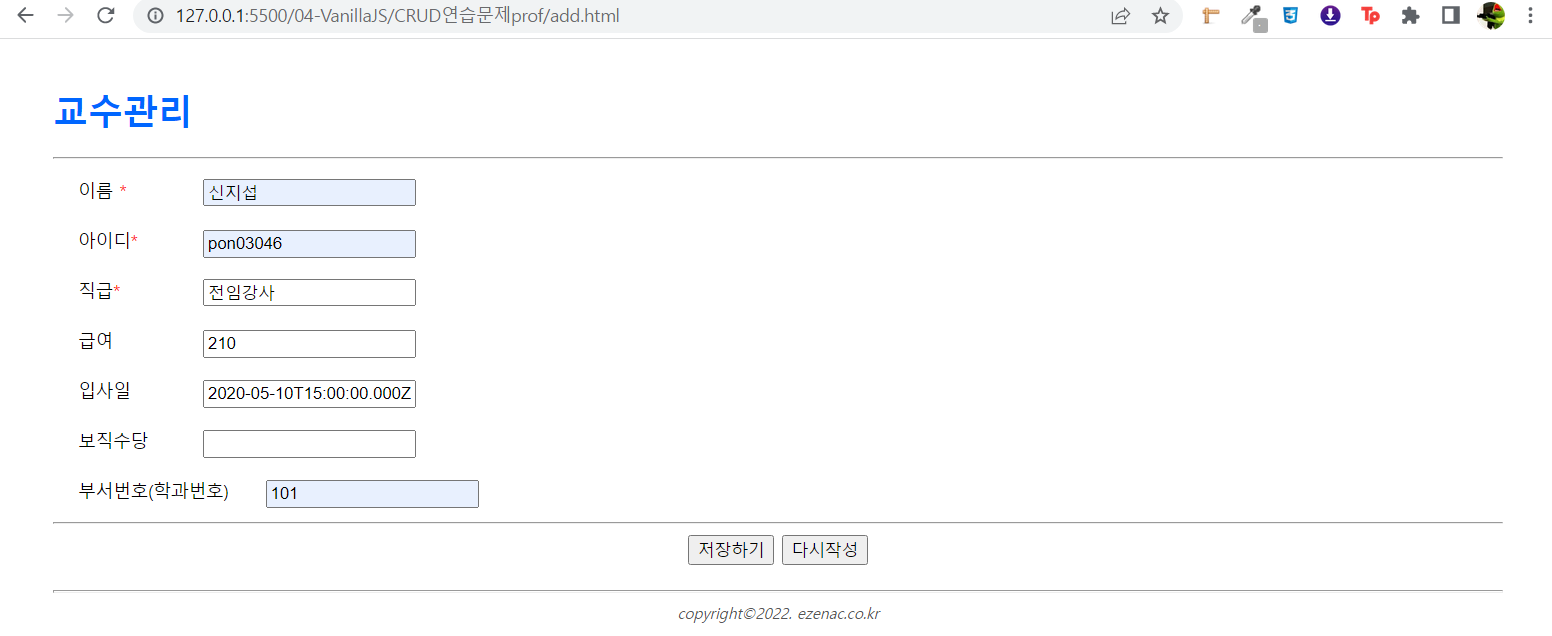 127.0.0.1:5500/04-VanillaJS/CRUD연습문제prof/add.html
Tp
교수관리
이름 * 신지섭
아이디* pon03046
직급* 전임강사
급여 210
입사일 2020-05-10T15:00:00.000Z
보직수당
부서번호(학과번호) 101
저장하기 다시작성
copyright©2022. ezenac.co.kr